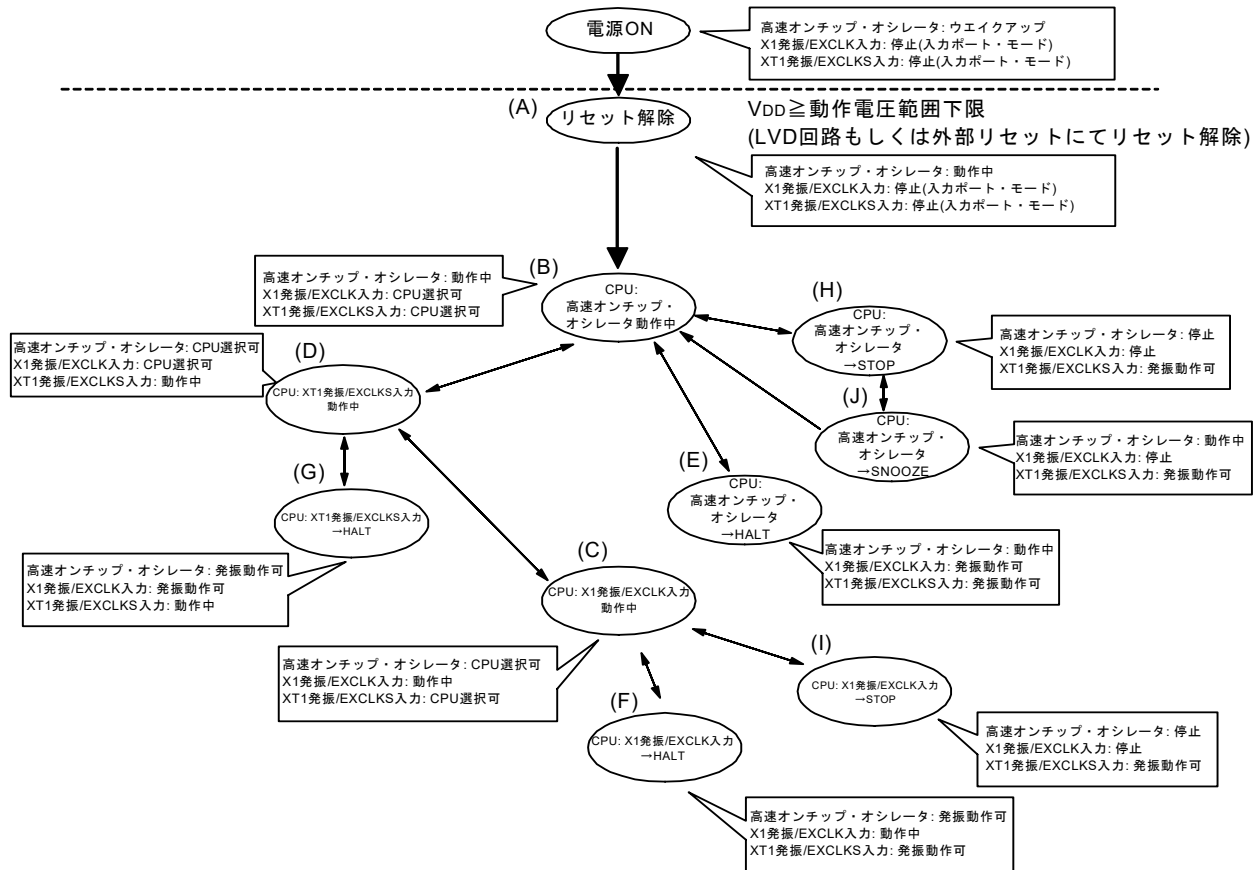 電源ON
高速オンチップ・オシレータ: ウエイクアップ
X1発振/EXCLK入力: 停止(入力ポート・モード)
XT1発振/EXCLKS入力: 停止(入力ポート・モード)
(A)
リセット解除
VDD≧動作電圧範囲下限
(LVD回路もしくは外部リセットにてリセット解除)
高速オンチップ・オシレータ: 動作中
X1発振/EXCLK入力: 停止(入力ポート・モード)
XT1発振/EXCLKS入力: 停止(入力ポート・モード)
(B)
高速オンチップ・オシレータ: 動作中
X1発振/EXCLK入力: CPU選択可
XT1発振/EXCLKS入力: CPU選択可
CPU:
高速オンチップ・
オシレータ動作中
(H)
CPU:
高速オンチップ・
オシレータ
→STOP
高速オンチップ・オシレータ: 停止
X1発振/EXCLK入力: 停止
XT1発振/EXCLKS入力: 発振動作可
高速オンチップ・オシレータ: CPU選択可
X1発振/EXCLK入力: CPU選択可
XT1発振/EXCLKS入力: 動作中
(D)
CPU: XT1発振/EXCLKS入力
動作中
(J)
CPU:
高速オンチップ・
オシレータ
→SNOOZE
高速オンチップ・オシレータ: 動作中
X1発振/EXCLK入力: 停止
XT1発振/EXCLKS入力: 発振動作可
(G)
CPU: XT1発振/EXCLKS入力
→HALT
高速オンチップ・オシレータ: 発振動作可
X1発振/EXCLK入力: 発振動作可
XT1発振/EXCLKS入力: 動作中
(E)
CPU:
高速オンチップ・
オシレータ
→HALT
高速オンチップ・オシレータ: 動作中
X1発振/EXCLK入力: 発振動作可
XT1発振/EXCLKS入力: 発振動作可
(C)
CPU: X1発振/EXCLK入力
動作中
高速オンチップ・オシレータ: CPU選択可
X1発振/EXCLK入力: 動作中
XT1発振/EXCLKS入力: CPU選択可
(I)
CPU: X1発振/EXCLK入力
→STOP
高速オンチップ・オシレータ: 停止
X1発振/EXCLK入力: 停止
XT1発振/EXCLKS入力: 発振動作可
(F)
CPU: X1発振/EXCLK入力
→HALT
高速オンチップ・オシレータ: 発振動作可
X1発振/EXCLK入力: 動作中
XT1発振/EXCLKS入力: 発振動作可